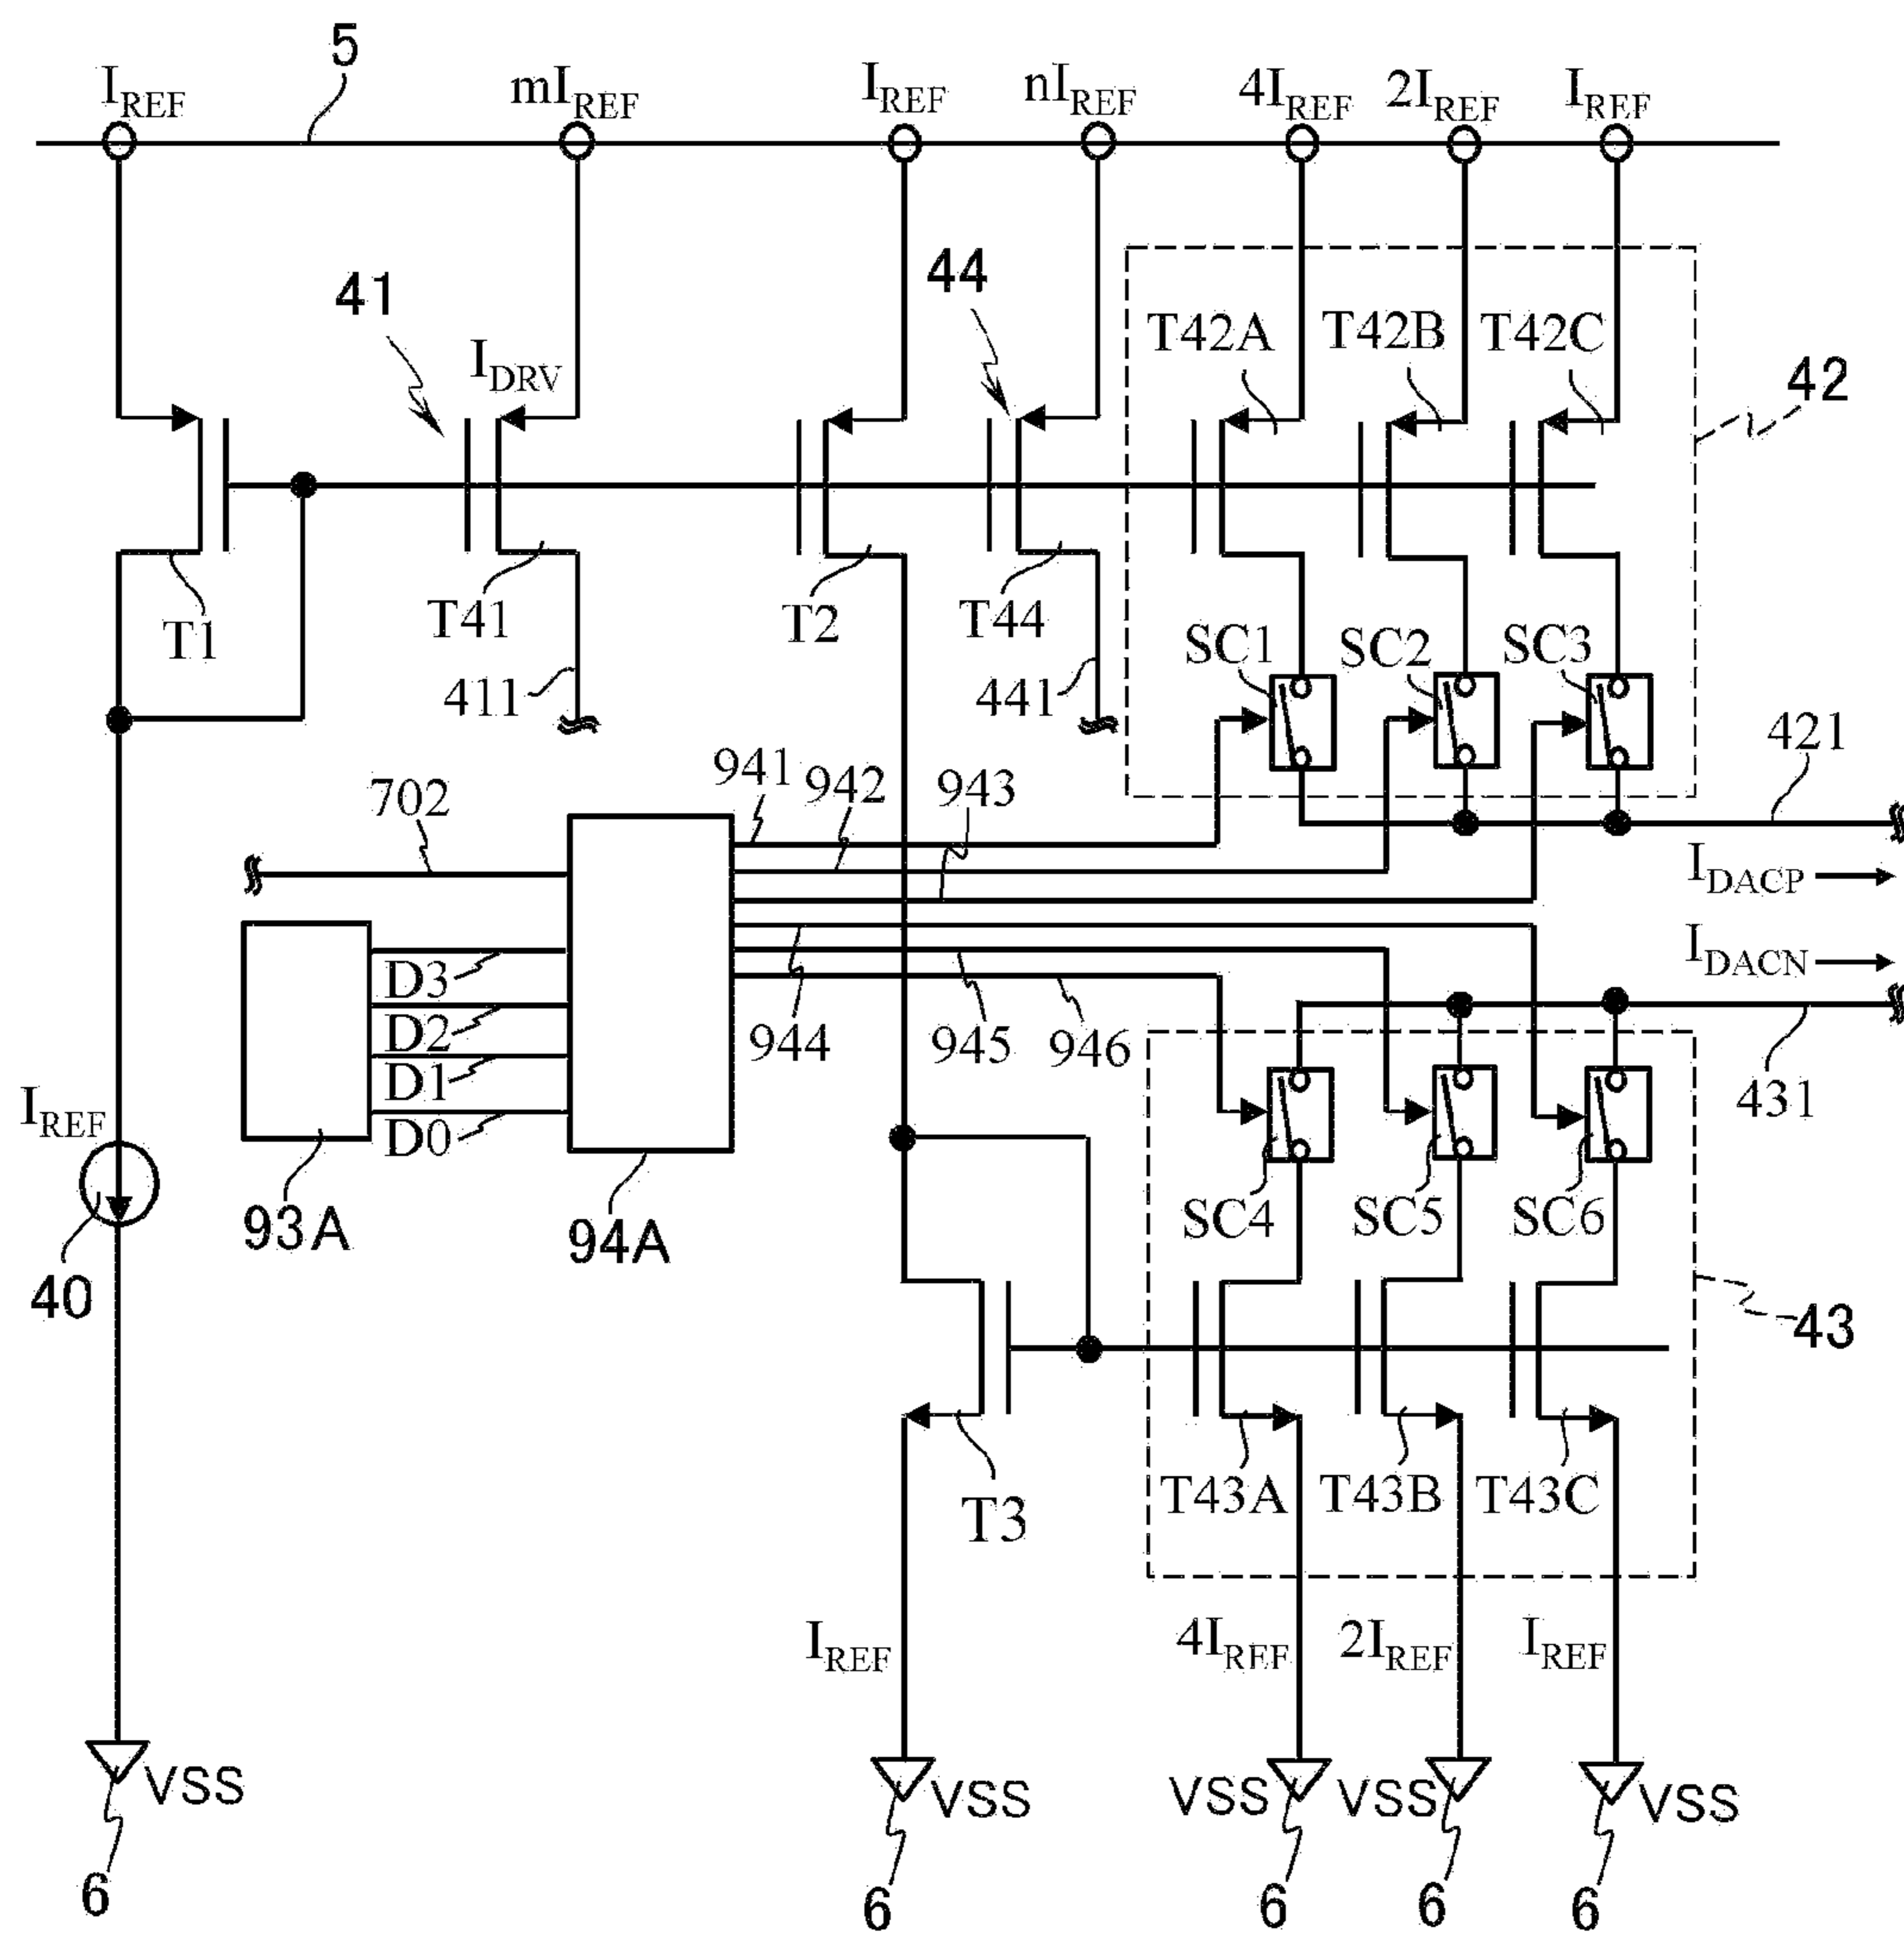 5
I_REF mI_REF I_REF nI_REF 4I_REF 2I_REF I_REF
41 44
I_DRV
T42A T42B T42C
42
T1 T41 T2 T44
SC1 SC2 SC3
411 441
421
702 941 942 943
I_DACP
D3
D2
D1
D0
I_DACN
944 945 946
431
I_REF
93A 94A
SC4 SC5 SC6
40
43
T3 T43A T43B T43C
I_REF 4I_REF 2I_REF I_REF
VSS VSS VSS VSS VSS
6 6 6 6 6